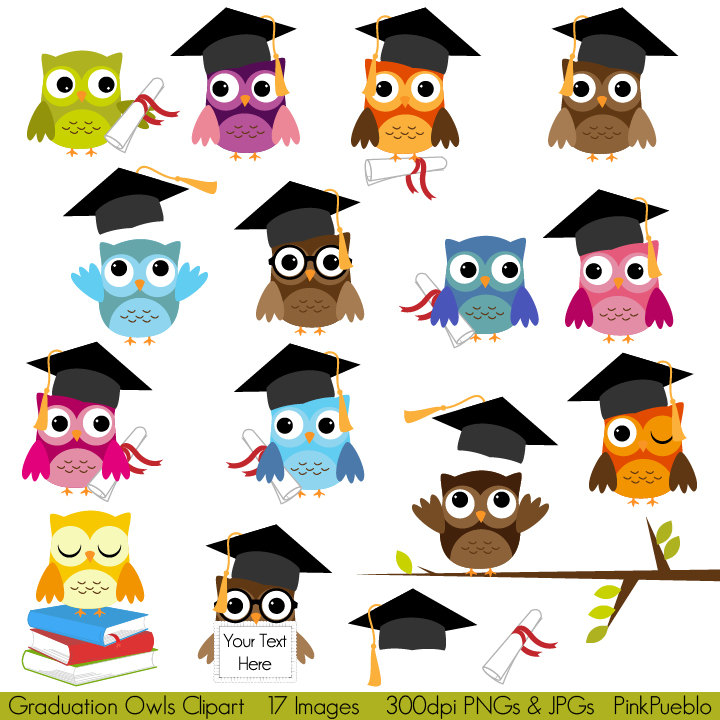 Your Text
Here
Graduation Owls Clipart 17 Images 300dpi PNGs & JPGs PinkPueblo